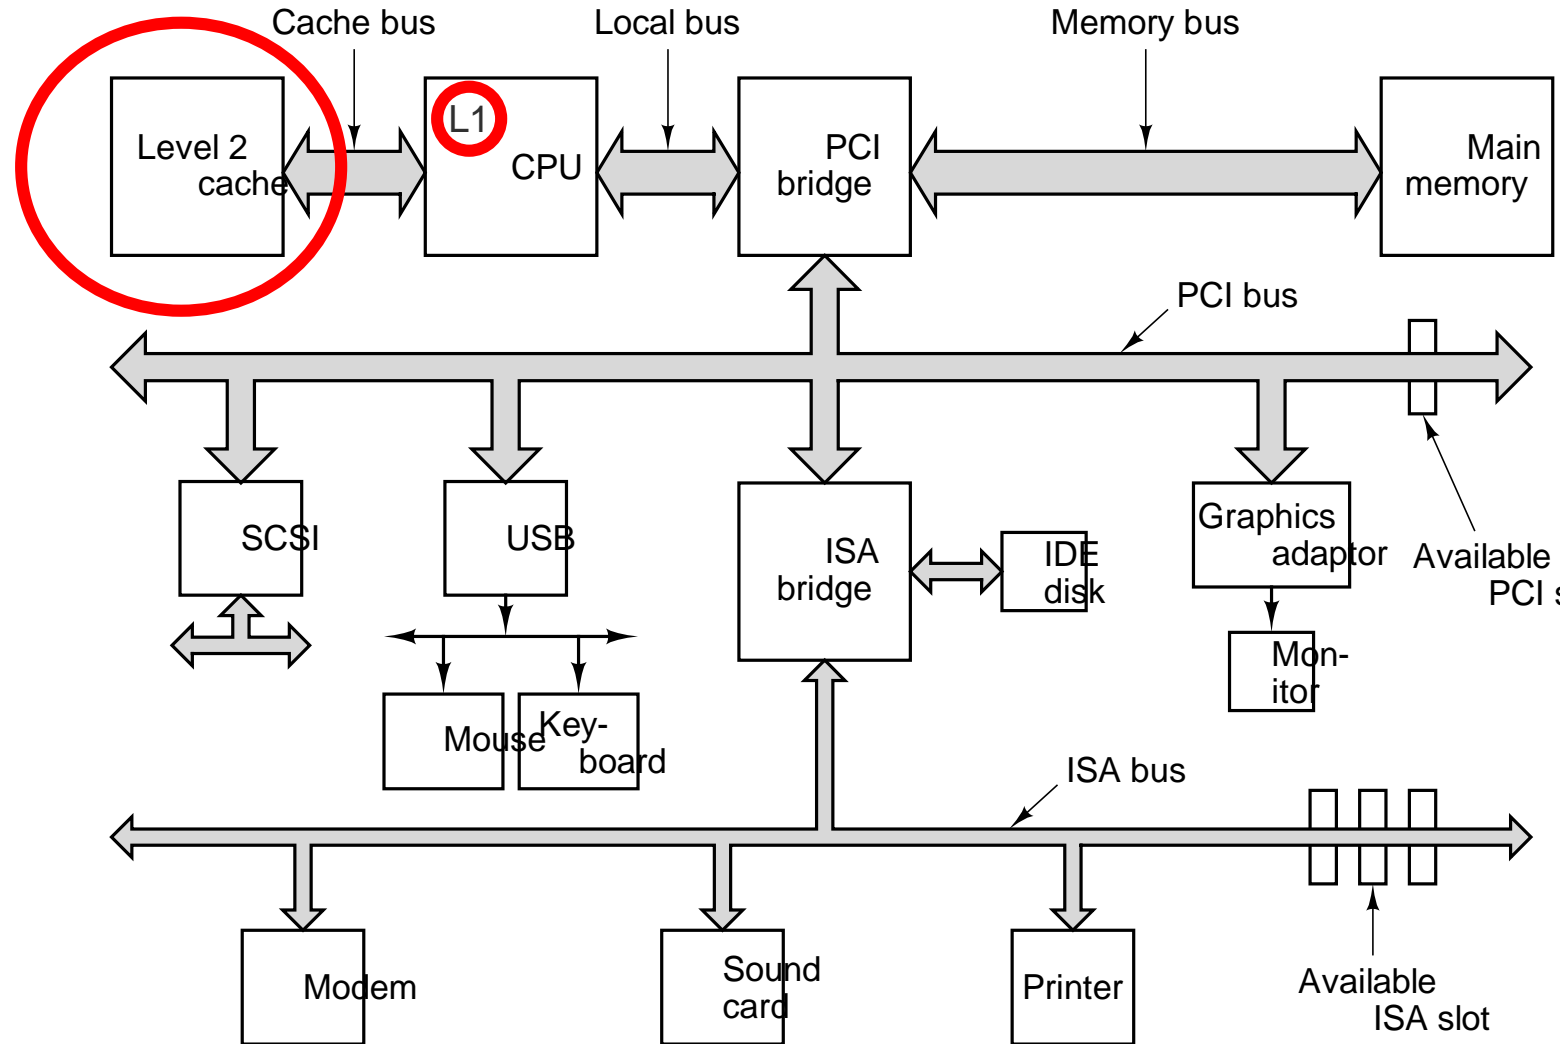 Cache bus
Local bus
Memory bus
Level 2
cache
L1
CPU
PCI
bridge
Main
memory
PCI bus
SCSI
USB
ISA
bridge
IDE
disk
Graphics
adaptor
Available
PCI s
Mon-
itor
Mouse
Key-
board
ISA bus
Modem
Sound
card
Printer
Available
ISA slot